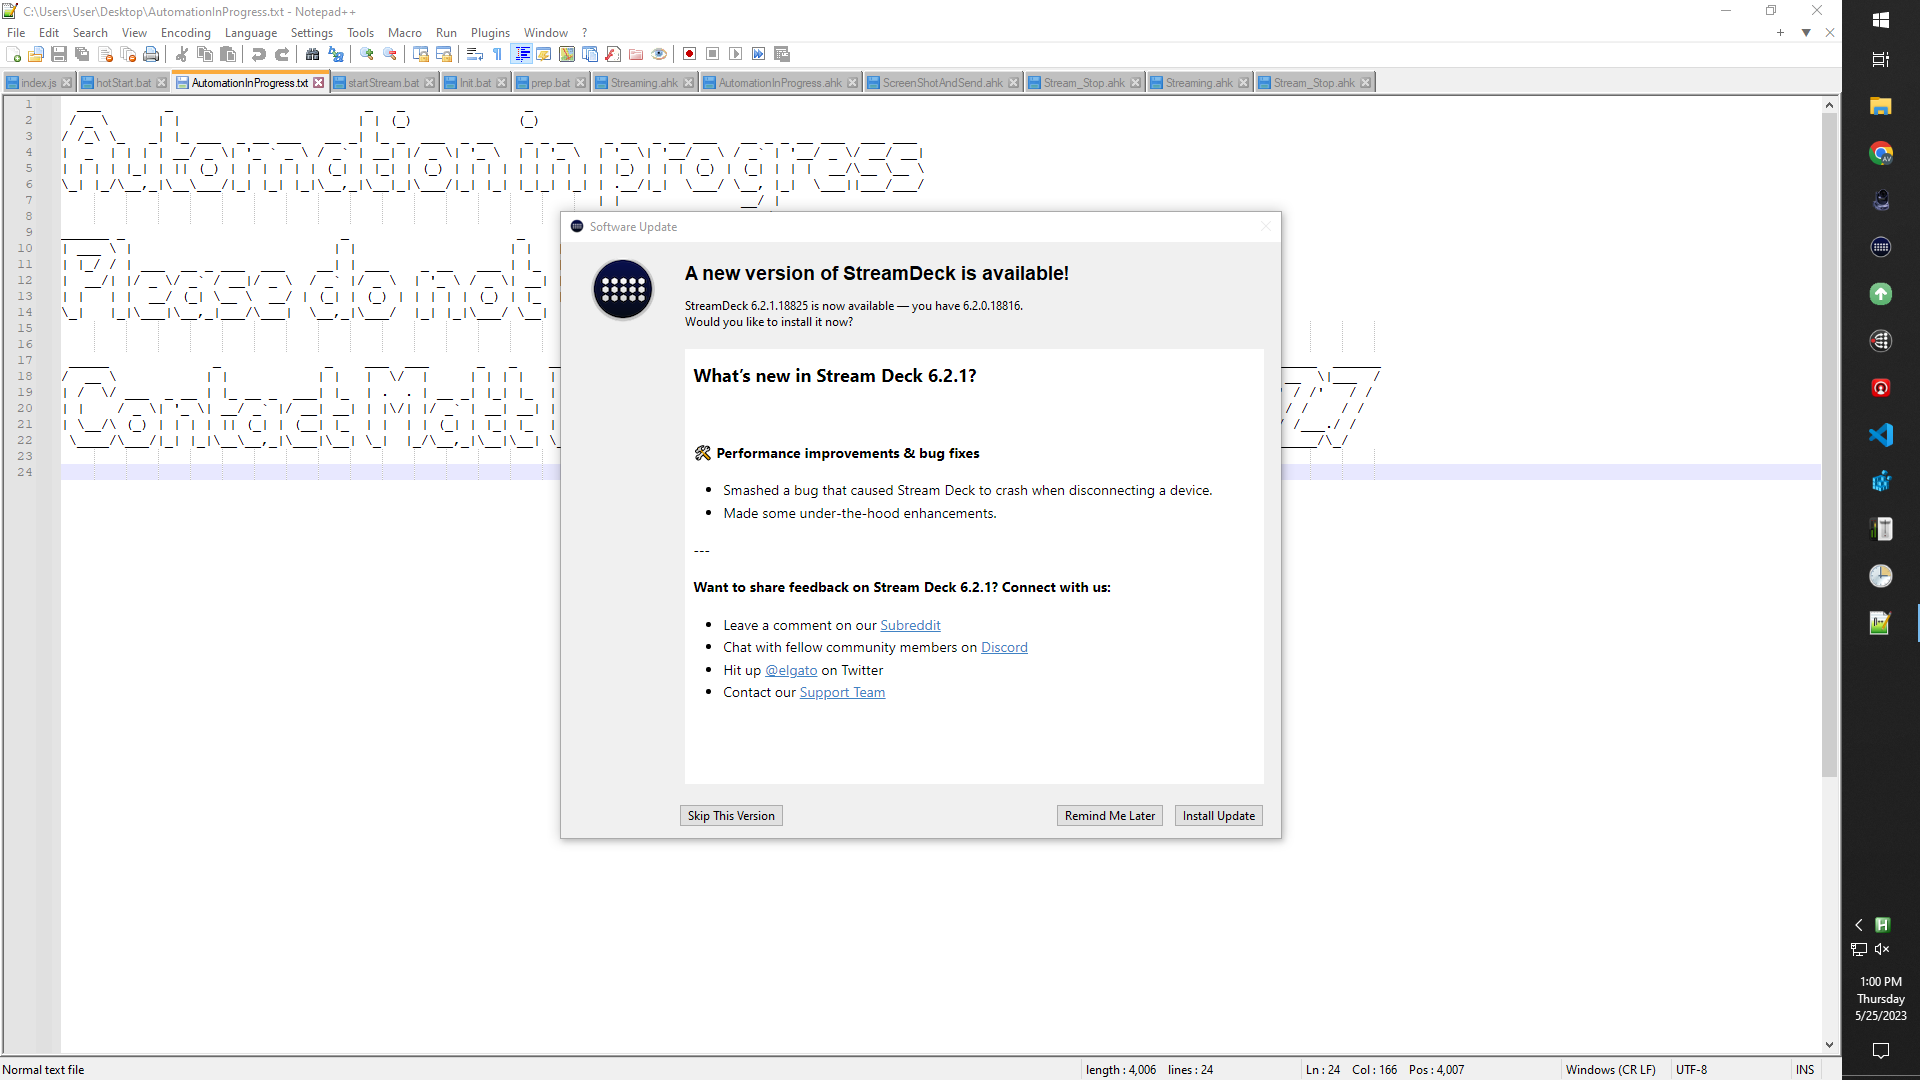 C:\Users\User\Desktop\AutomationInProgress.txt - Notepad++
File Edit Search View Encoding Language Settings Tools Macro Run Plugins Window ?
index.js hotStart.bat AutomationInProgress.txt startStream.bat Init.bat prep.bat Streaming.ahk AutomationInProgress.ahk ScreenShotAndSend.ahk Stream_Stop.ahk Streaming.ahk Stream_Stop.ahk
1
2
3
4
5
6
7
8
9
10
11
12
13
14
15
16
17
18
19
20
21
22
23
24
Automation in progress
Please do not
Contact Matt
Software Update
A new version of StreamDeck is available!
StreamDeck 6.2.1.18825 is now available — you have 6.2.0.18816.
Would you like to install it now?
What’s new in Stream Deck 6.2.1?
🛠 Performance improvements & bug fixes
• Smashed a bug that caused Stream Deck to crash when disconnecting a device.
• Made some under-the-hood enhancements.
---
Want to share feedback on Stream Deck 6.2.1? Connect with us:
• Leave a comment on our Subreddit
• Chat with fellow community members on Discord
• Hit up @elgato on Twitter
• Contact our Support Team
Skip This Version Remind Me Later Install Update
1:00 PM
Thursday
5/25/2023
Normal text file length : 4,006 lines : 24 Ln : 24 Col : 166 Pos : 4,007 Windows (CR LF) UTF-8 INS